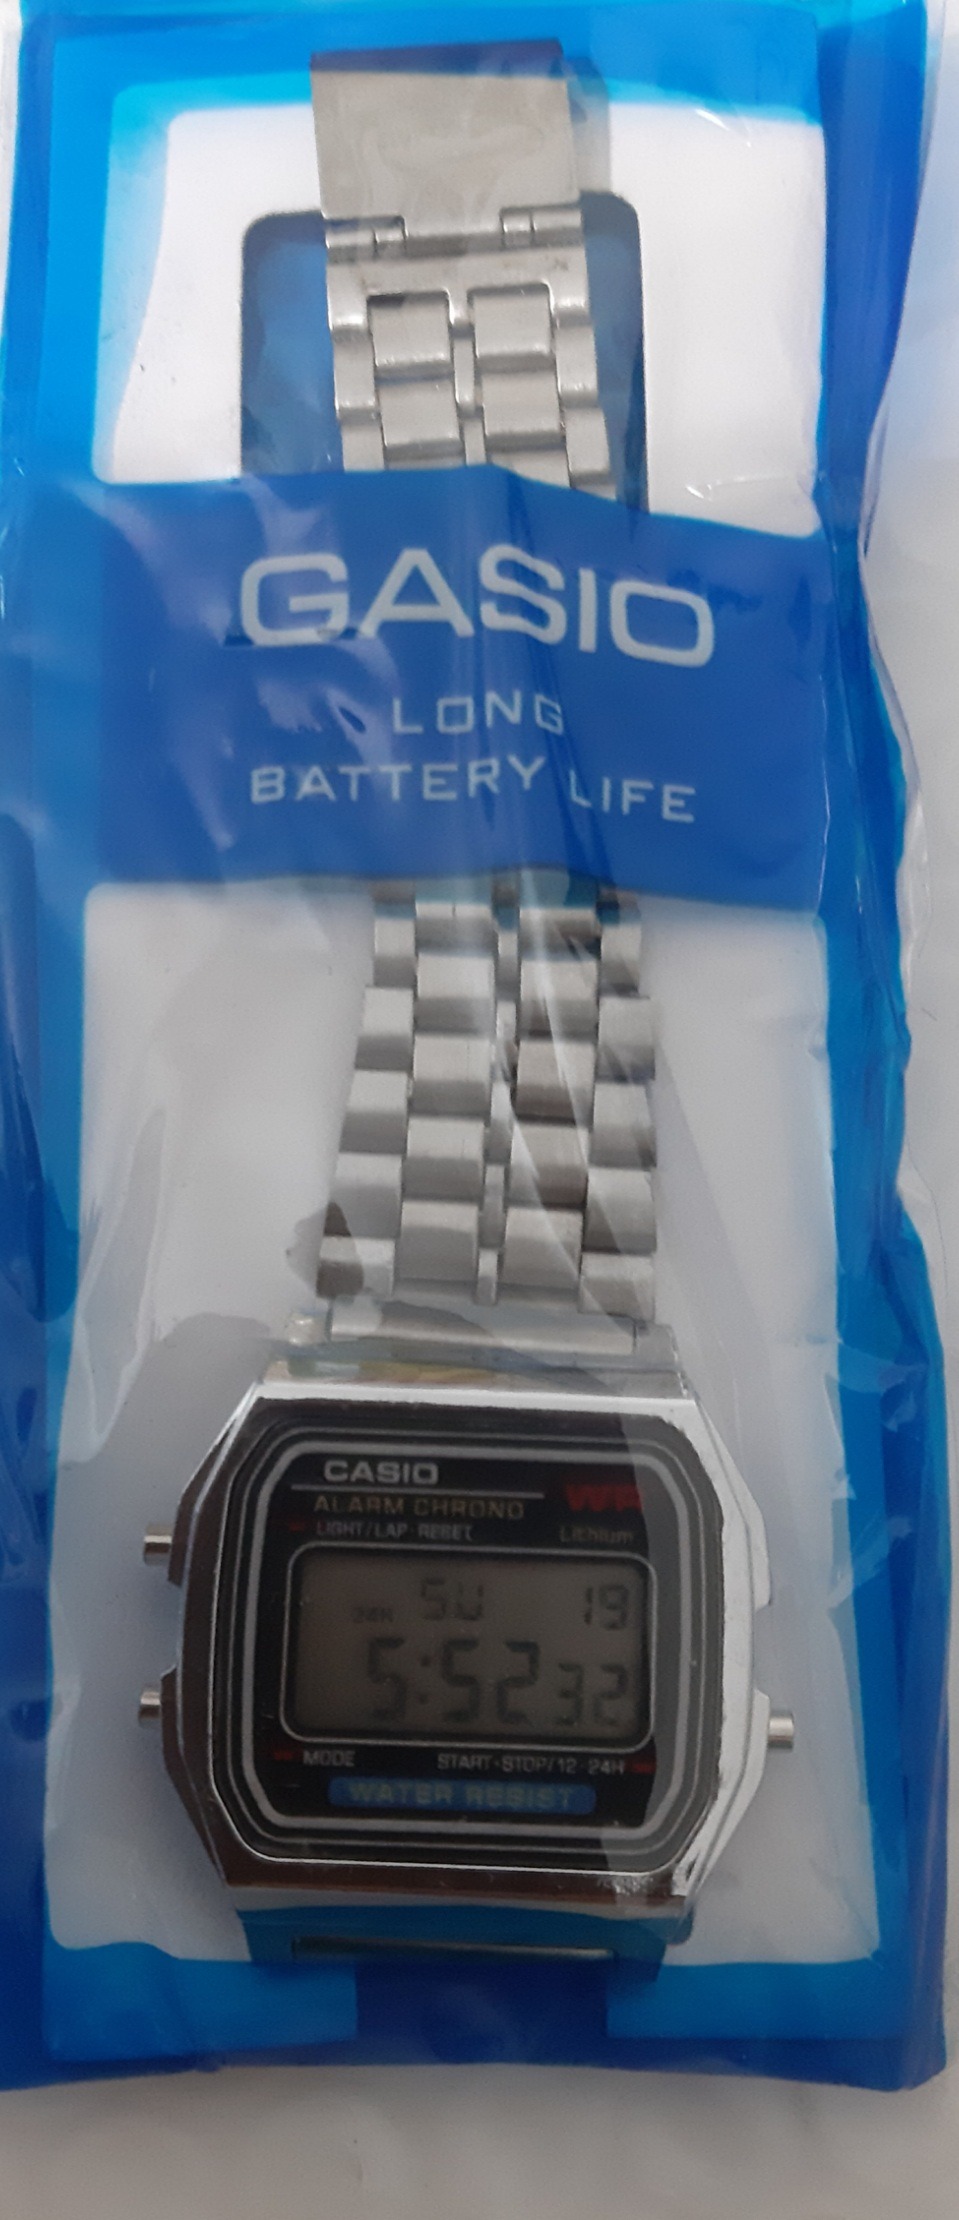 GASIO
LONG
BATTERY LIFE
CASIO
WR
ALARM CHRONO
LIGHT/LAP·RESET
Lithium
SU 19
24H
5:52 32
MODE START·STOP/12·24H
WATER RESIST